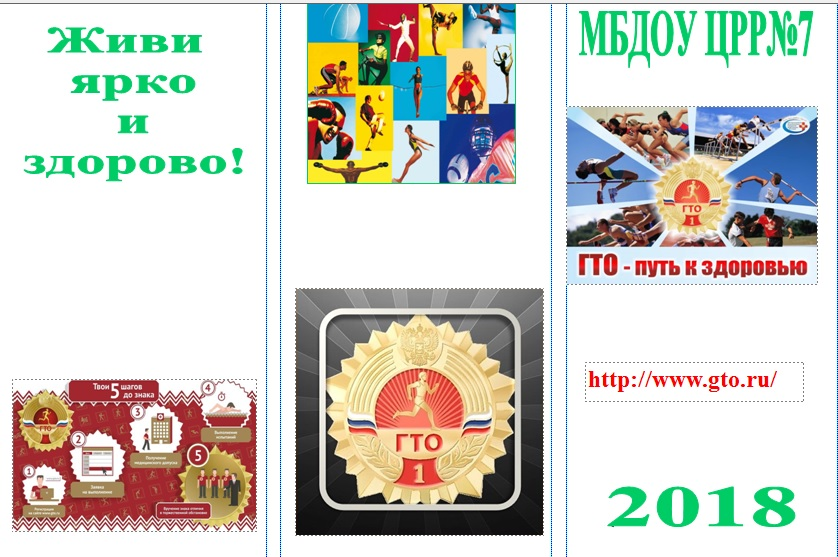 Живи
ярко
и
здорово!
Твои 5 шагов
до знака
ГТО
1
2
3
4
5
Регистрация
на сайте www.gto.ru
Заявка
на выполнение
Получение
медицинского допуска
Выполнение
испытаний
Вручение знака отличия
в торжественной обстановке
ГТО
1
МБДОУ ЦРР№7
ГТО
1
ГТО - путь к здоровью
http://www.gto.ru/
2018